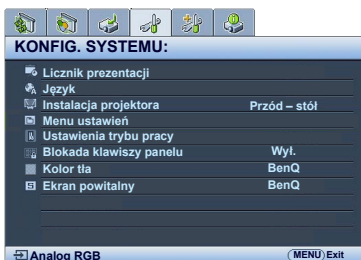 KONFIG. SYSTEMU:
Licznik prezentacji
Język
Instalacja projektora Przód – stół
Menu ustawień
Ustawienia trybu pracy
Blokada klawiszy panelu Wył.
Kolor tła BenQ
Ekran powitalny BenQ
Analog RGB MENU Exit